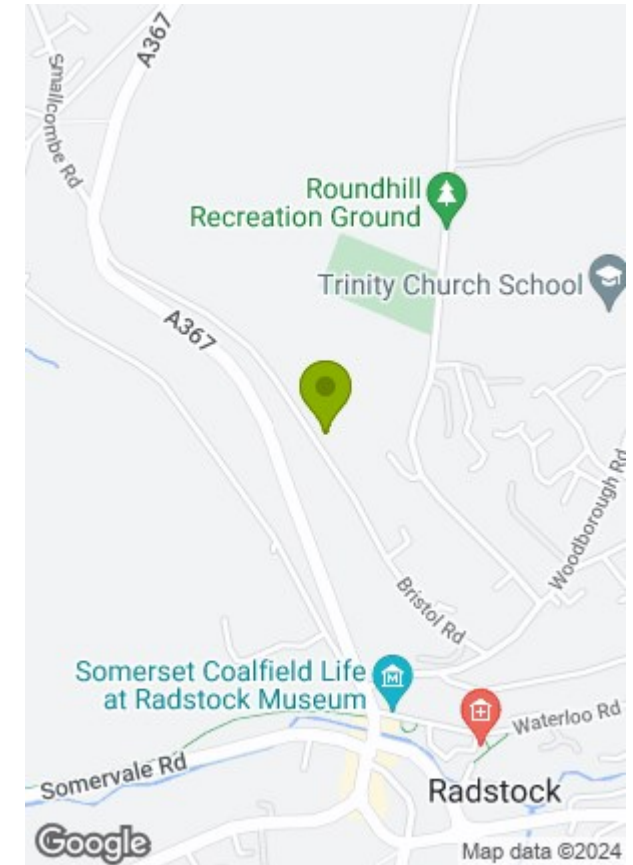 A367
Smallcombe Rd
Roundhill
Recreation Ground
Trinity Church School
A367
Woodborough Rd
Bristol Rd
Somerset Coalfield Life
at Radstock Museum
M
Waterloo Rd
Somervale Rd
Radstock
Google
Map data ©2024